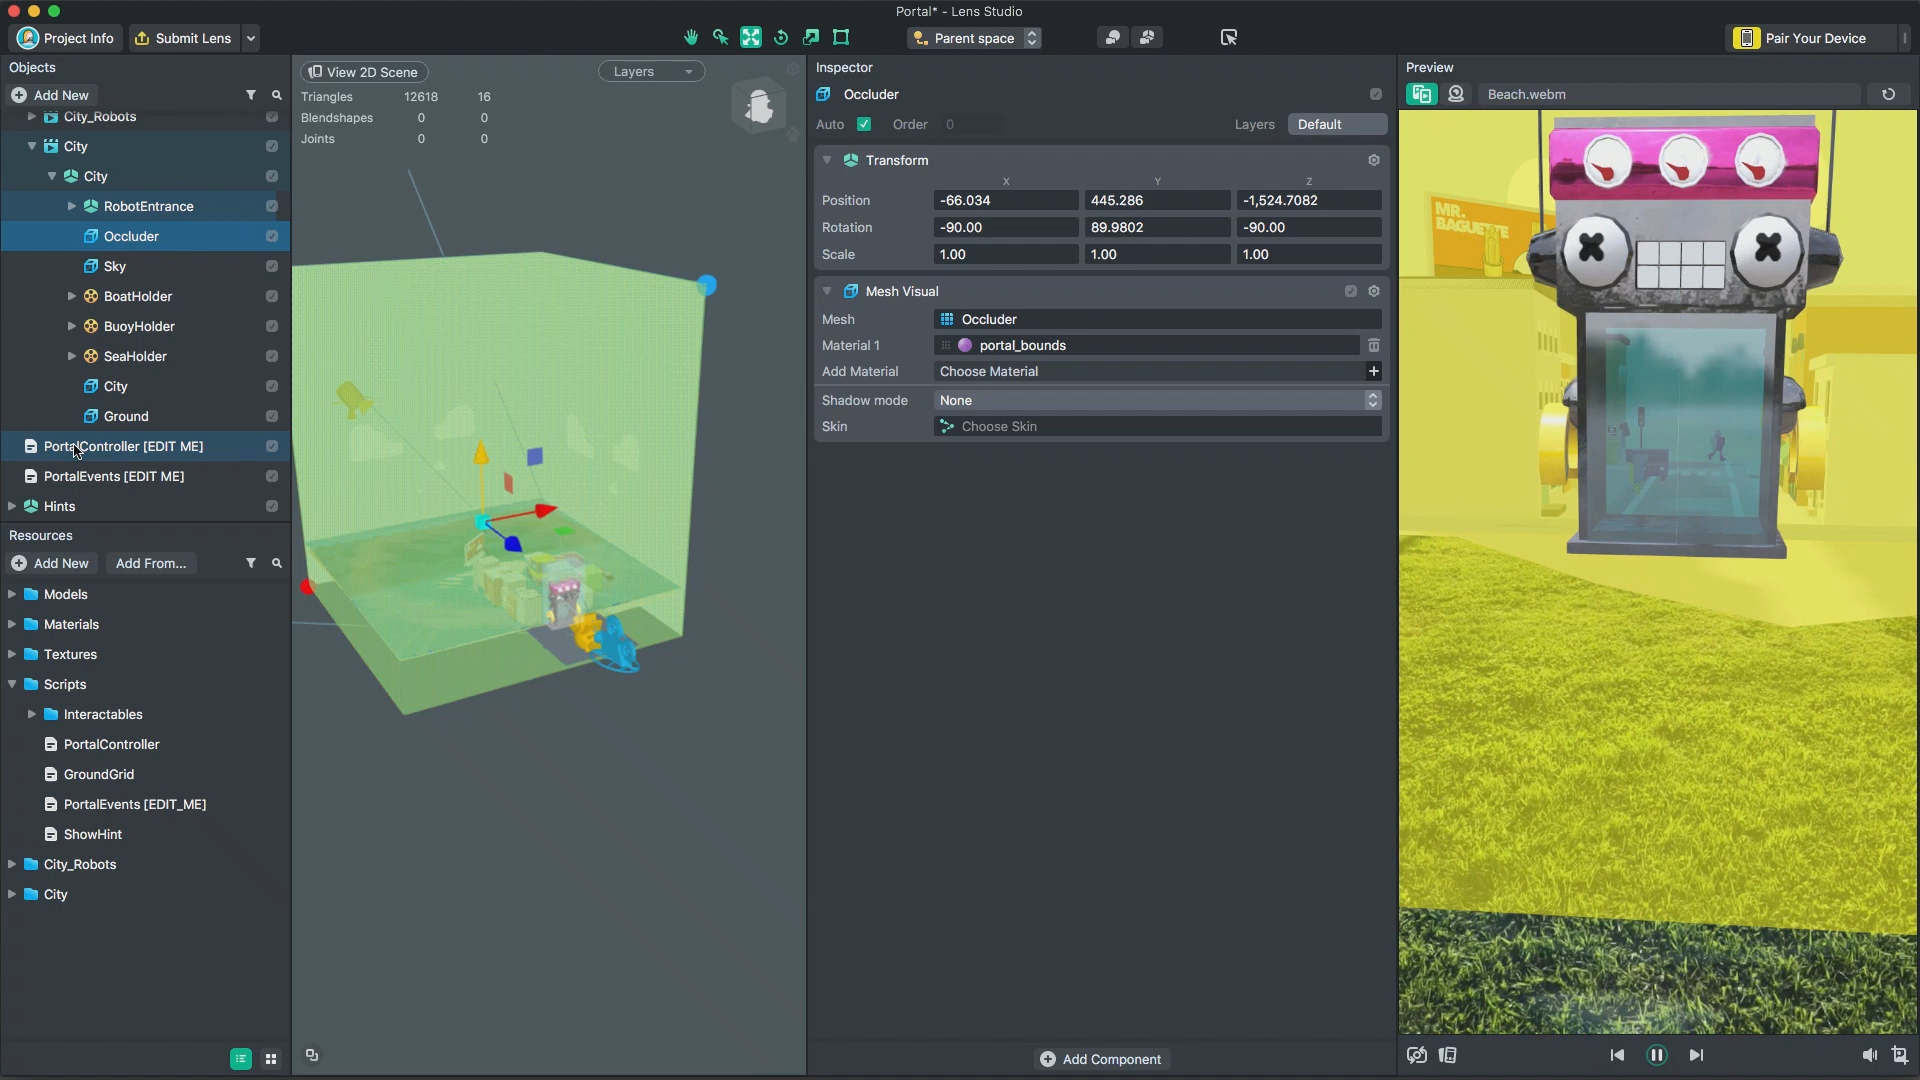 Portal* - Lens Studio
Project Info
Submit Lens
Parent space
Pair Your Device
Objects
Add New
City_Robots
City
City
RobotEntrance
Occluder
Sky
BoatHolder
BuoyHolder
SeaHolder
City
Ground
PortalController [EDIT ME]
PortalEvents [EDIT ME]
Hints
Resources
Add New
Add From...
Models
Materials
Textures
Scripts
Interactables
PortalController
GroundGrid
PortalEvents [EDIT_ME]
ShowHint
City_Robots
City
View 2D Scene
Layers
Triangles 12618 16
Blendshapes 0 0
Joints 0 0
Inspector
Occluder
Auto Order 0 Layers Default
Transform
X Y Z
Position -66.034 445.286 -1,524.7082
Rotation -90.00 89.9802 -90.00
Scale 1.00 1.00 1.00
Mesh Visual
Mesh Occluder
Material 1 portal_bounds
Add Material Choose Material
Shadow mode None
Skin Choose Skin
Add Component
Preview
Beach.webm
MR.
BAGUETTE